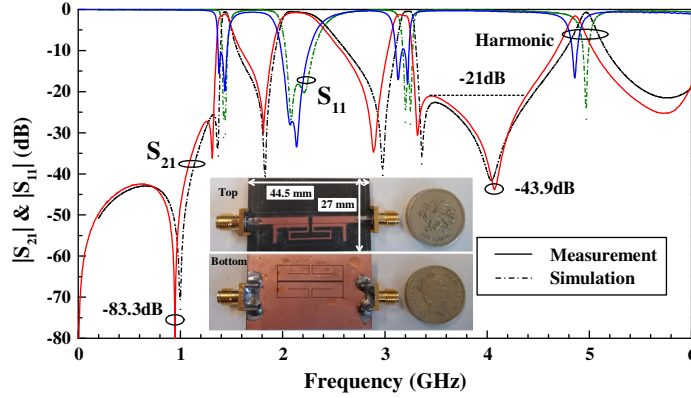 0
-10
-20
-30
-40
-50
-60
-70
-80
|S21| & |S11| (dB)
Harmonic
-21dB
S11
S21
-43.9dB
-83.3dB
Top
44.5 mm
27 mm
Bottom
Measurement
Simulation
0 1 2 3 4 5 6
Frequency (GHz)